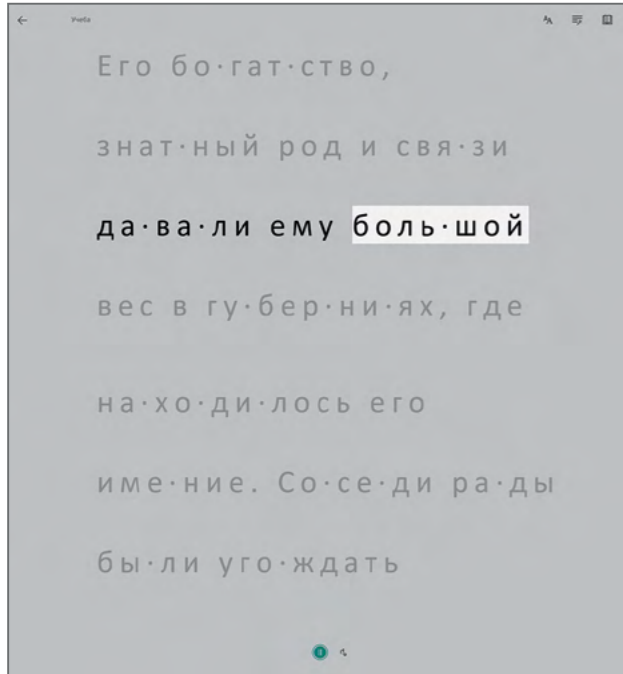 Учеба
Его бо·гат·ство,
знат·ный род и свя·зи
да·ва·ли ему боль·шой
вес в гу·бер·ни·ях, где
на·хо·ди·лось его
име·ние. Со·се·ди ра·ды
бы·ли уго·ждать